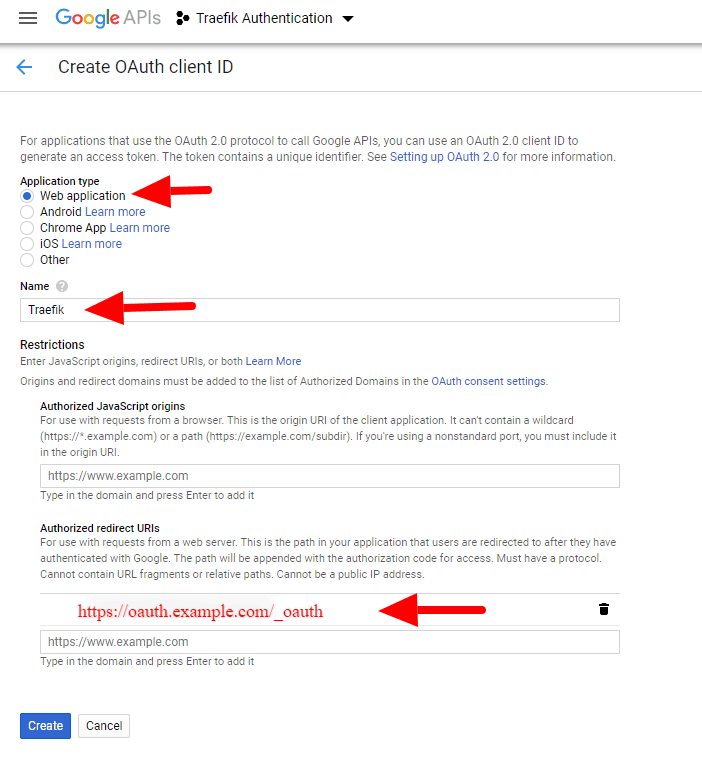 Google APIs Traefik Authentication
Create OAuth client ID
For applications that use the OAuth 2.0 protocol to call Google APIs, you can use an OAuth 2.0 client ID to
generate an access token. The token contains a unique identifier. See Setting up OAuth 2.0 for more information.
Application type
Web application
Android Learn more
Chrome App Learn more
iOS Learn more
Other
Name ?
Traefik
Restrictions
Enter JavaScript origins, redirect URIs, or both Learn More
Origins and redirect domains must be added to the list of Authorized Domains in the OAuth consent settings.
Authorized JavaScript origins
For use with requests from a browser. This is the origin URI of the client application. It can't contain a wildcard
(https://*.example.com) or a path (https://example.com/subdir). If you're using a nonstandard port, you must include it
in the origin URI.
https://www.example.com
Type in the domain and press Enter to add it
Authorized redirect URIs
For use with requests from a web server. This is the path in your application that users are redirected to after they have
authenticated with Google. The path will be appended with the authorization code for access. Must have a protocol.
Cannot contain URL fragments or relative paths. Cannot be a public IP address.
https://oauth.example.com/_oauth
https://www.example.com
Type in the domain and press Enter to add it
Create Cancel